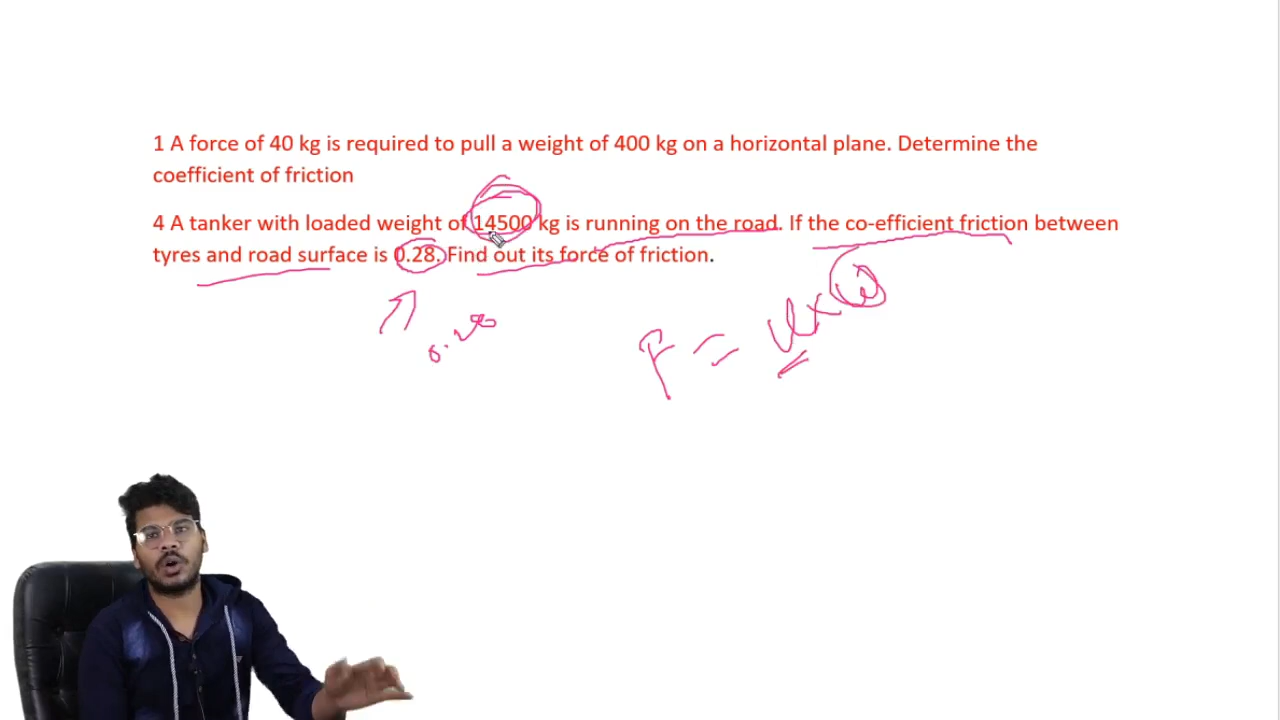 1 A force of 40 kg is required to pull a weight of 400 kg on a horizontal plane. Determine the
coefficient of friction
4 A tanker with loaded weight of 14500 kg is running on the road. If the co-efficient friction between
tyres and road surface is 0.28. Find out its force of friction.
0.28
F = μ × W